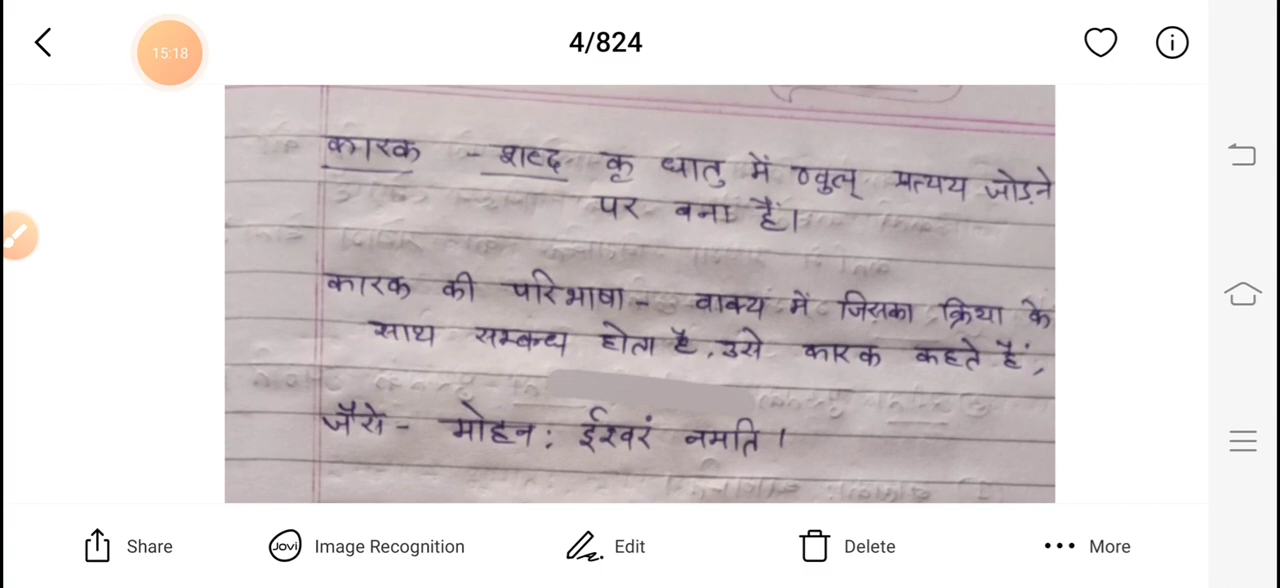 15:18
4/824
कारक - शब्द कृ धातु में ण्वुल् प्रत्यय जोड़ने
पर बना हैं।
कारक की परिभाषा - वाक्य में जिसका क्रिया के
साथ सम्बन्ध होता है, उसे कारक कहते हैं,
जैसे - मोहन: ईश्वरं नमति ।
Share
Jovi Image Recognition
Edit
Delete
More